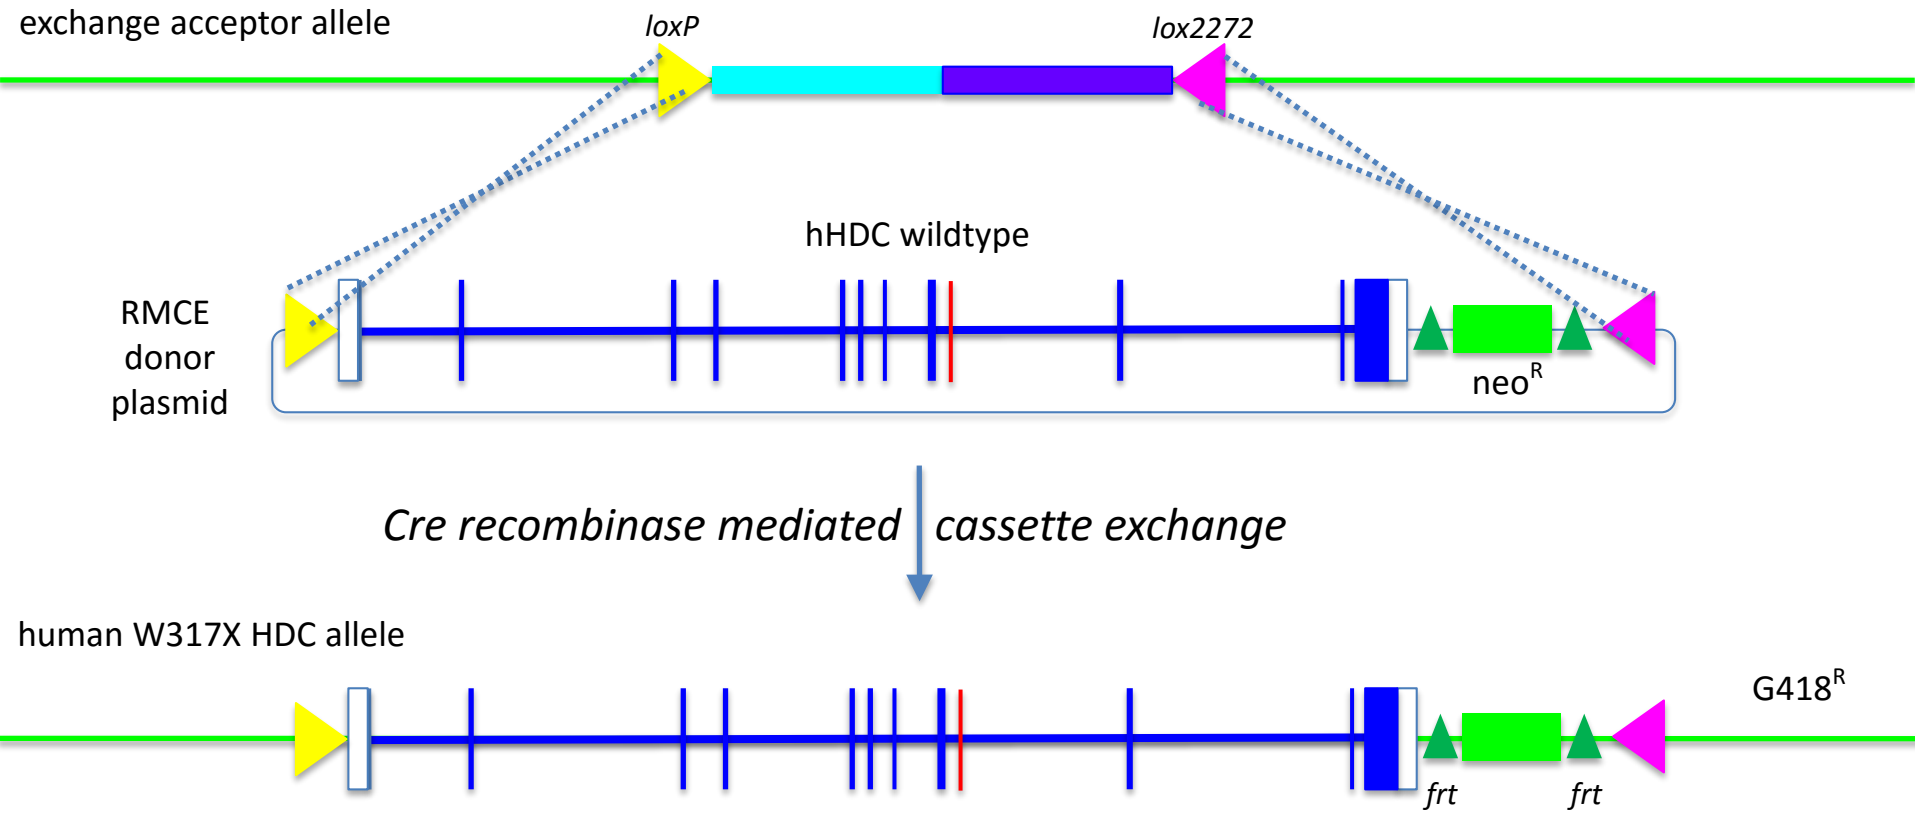 exchange acceptor allele
loxP
lox2272
hHDC wildtype
RMCE
donor
plasmid
neoR
Cre recombinase mediated cassette exchange
human W317X HDC allele
G418R
frt
frt